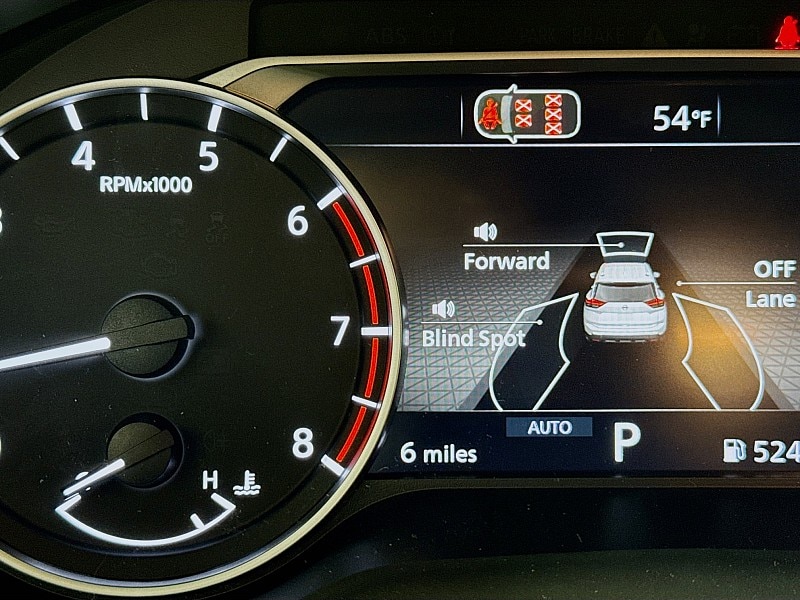 54°F
4
5
RPMx1000
6
7
8
H
Forward
OFF
Lane
Blind Spot
AUTO
6 miles
P
524